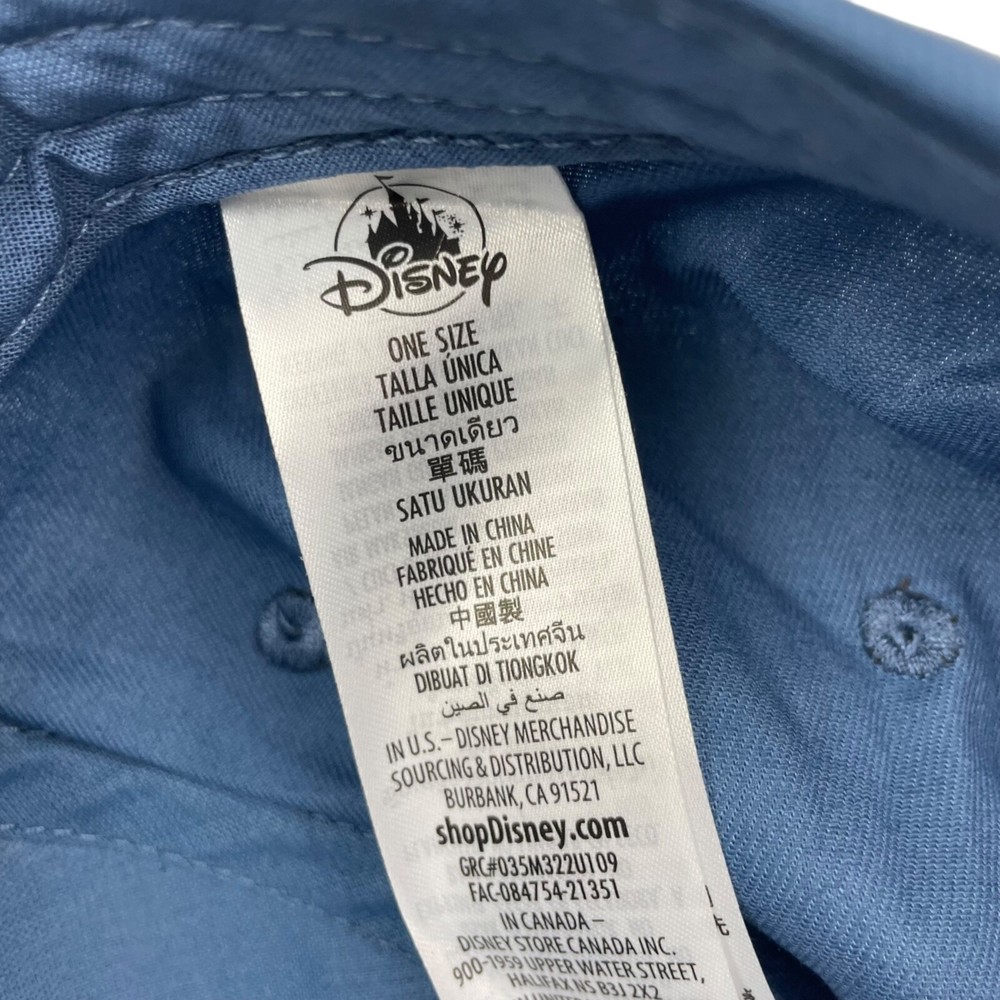 Disney
ONE SIZE
TALLA ÚNICA
TAILLE UNIQUE
ขนาดเดียว
單碼
SATU UKURAN
MADE IN CHINA
FABRIQUÉ EN CHINE
HECHO EN CHINA
中國製
ผลิตในประเทศจีน
DIBUAT DI TIONGKOK
صنع في الصين
IN U.S. – DISNEY MERCHANDISE
SOURCING & DISTRIBUTION, LLC
BURBANK, CA 91521
shopDisney.com
GRC#035M322U109
FAC-084754-21351
IN CANADA –
DISNEY STORE CANADA INC.
900-1959 UPPER WATER STREET,
HALIFAX NS B3J 2X2